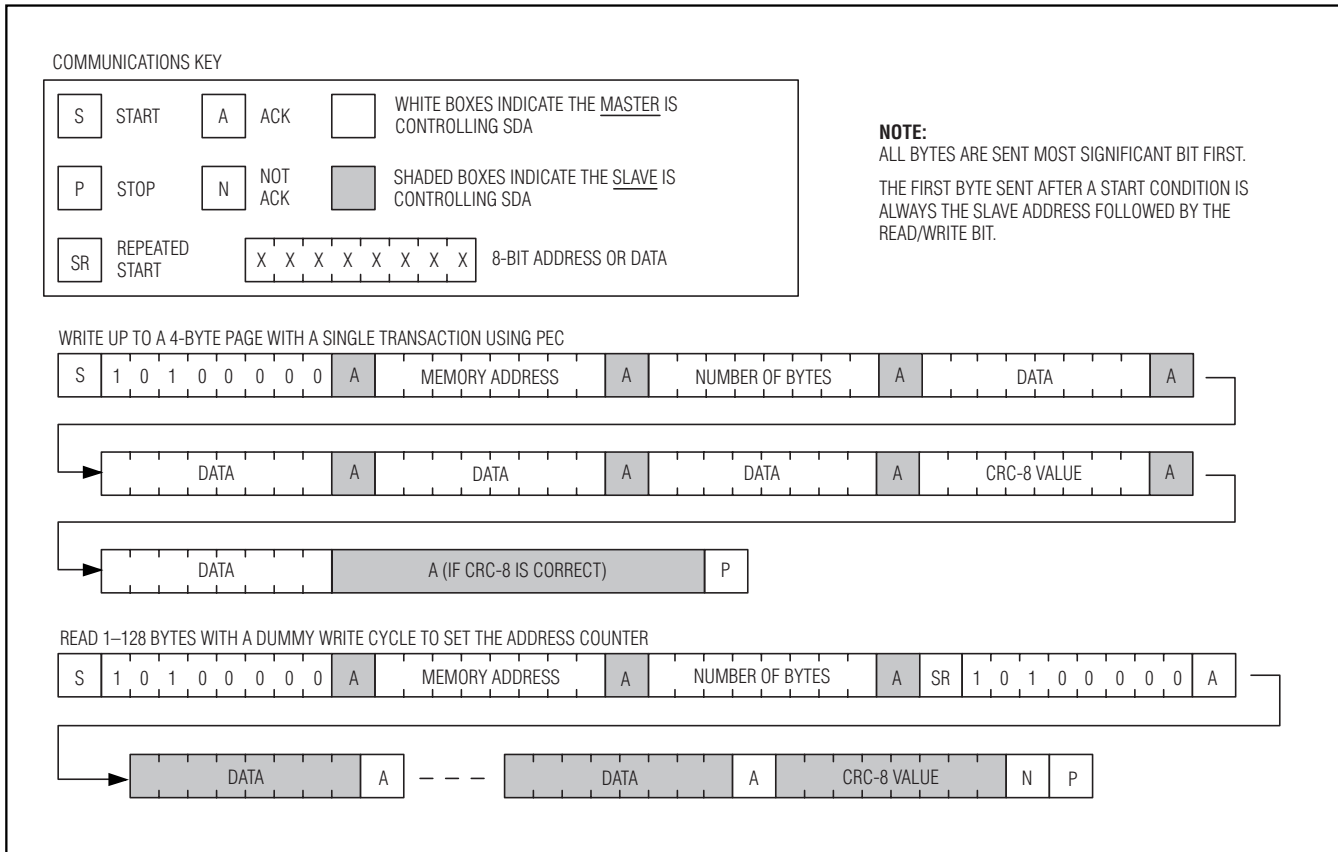 COMMUNICATIONS KEY
S START A ACK WHITE BOXES INDICATE THE MASTER IS
CONTROLLING SDA
P STOP N NOT
ACK SHADED BOXES INDICATE THE SLAVE IS
CONTROLLING SDA
SR REPEATED
START X X X X X X X X 8-BIT ADDRESS OR DATA
NOTE:
ALL BYTES ARE SENT MOST SIGNIFICANT BIT FIRST.
THE FIRST BYTE SENT AFTER A START CONDITION IS
ALWAYS THE SLAVE ADDRESS FOLLOWED BY THE
READ/WRITE BIT.
WRITE UP TO A 4-BYTE PAGE WITH A SINGLE TRANSACTION USING PEC
S 1 0 1 0 0 0 0 0 A MEMORY ADDRESS A NUMBER OF BYTES A DATA A
DATA A DATA A DATA A CRC-8 VALUE A
DATA A (IF CRC-8 IS CORRECT) P
READ 1–128 BYTES WITH A DUMMY WRITE CYCLE TO SET THE ADDRESS COUNTER
S 1 0 1 0 0 0 0 0 A MEMORY ADDRESS A NUMBER OF BYTES A SR 1 0 1 0 0 0 0 0 A
DATA A DATA A CRC-8 VALUE N P